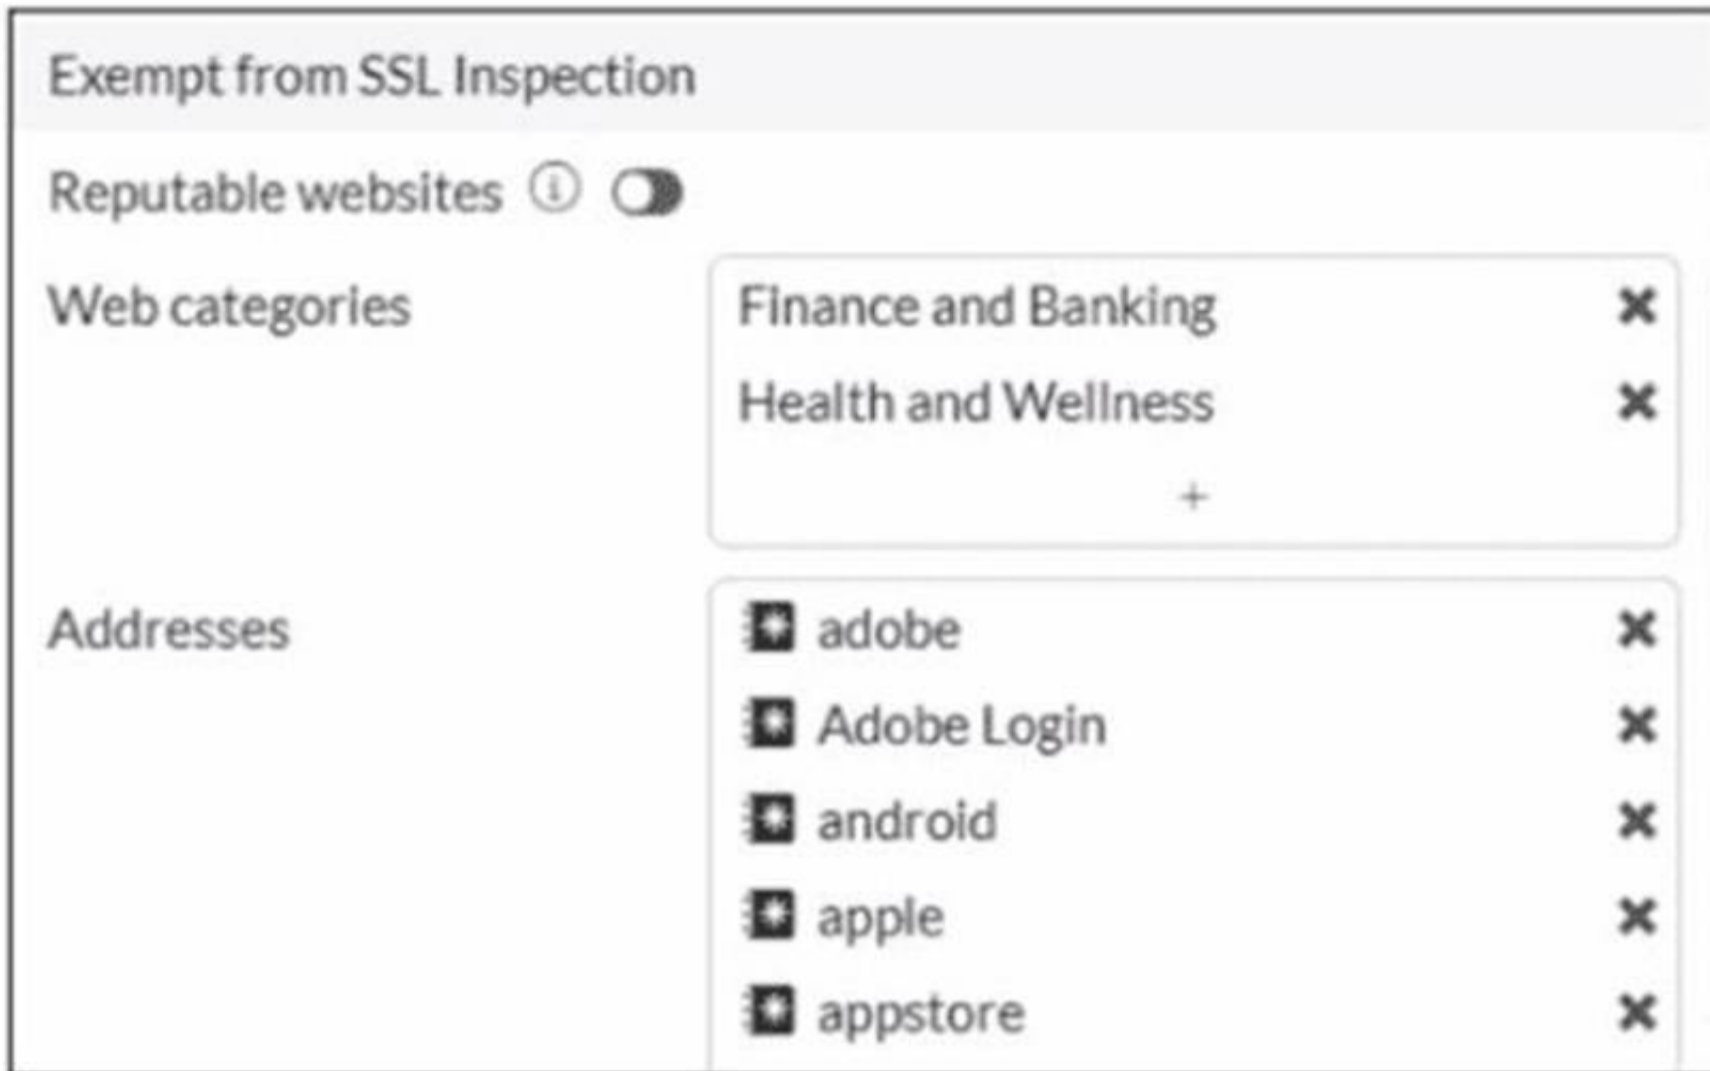 Exempt from SSL Inspection
Reputable websites
Web categories
Finance and Banking
Health and Wellness
+
Addresses
adobe
Adobe Login
android
apple
appstore